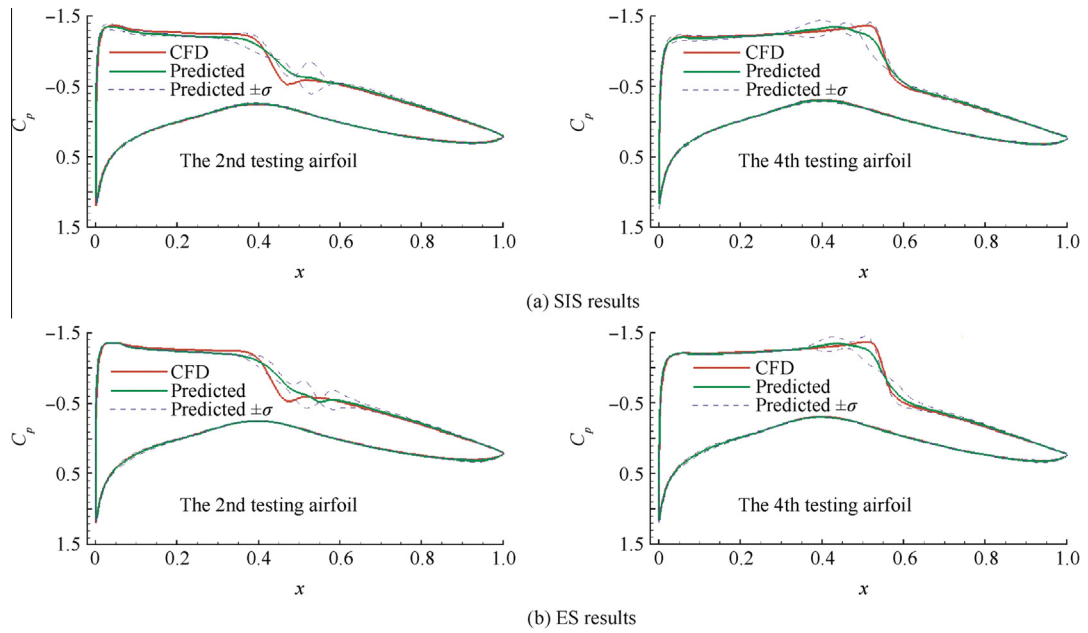 −1.5
−0.5
0.5
1.5
C_p
CFD
Predicted
Predicted ±σ
The 2nd testing airfoil
0 0.2 0.4 0.6 0.8 1.0
x
−1.5
−0.5
0.5
1.5
C_p
CFD
Predicted
Predicted ±σ
The 4th testing airfoil
0 0.2 0.4 0.6 0.8 1.0
x
(a) SIS results
−1.5
−0.5
0.5
1.5
C_p
CFD
Predicted
Predicted ±σ
The 2nd testing airfoil
0 0.2 0.4 0.6 0.8 1.0
x
−1.5
−0.5
0.5
1.5
C_p
CFD
Predicted
Predicted ±σ
The 4th testing airfoil
0 0.2 0.4 0.6 0.8 1.0
x
(b) ES results